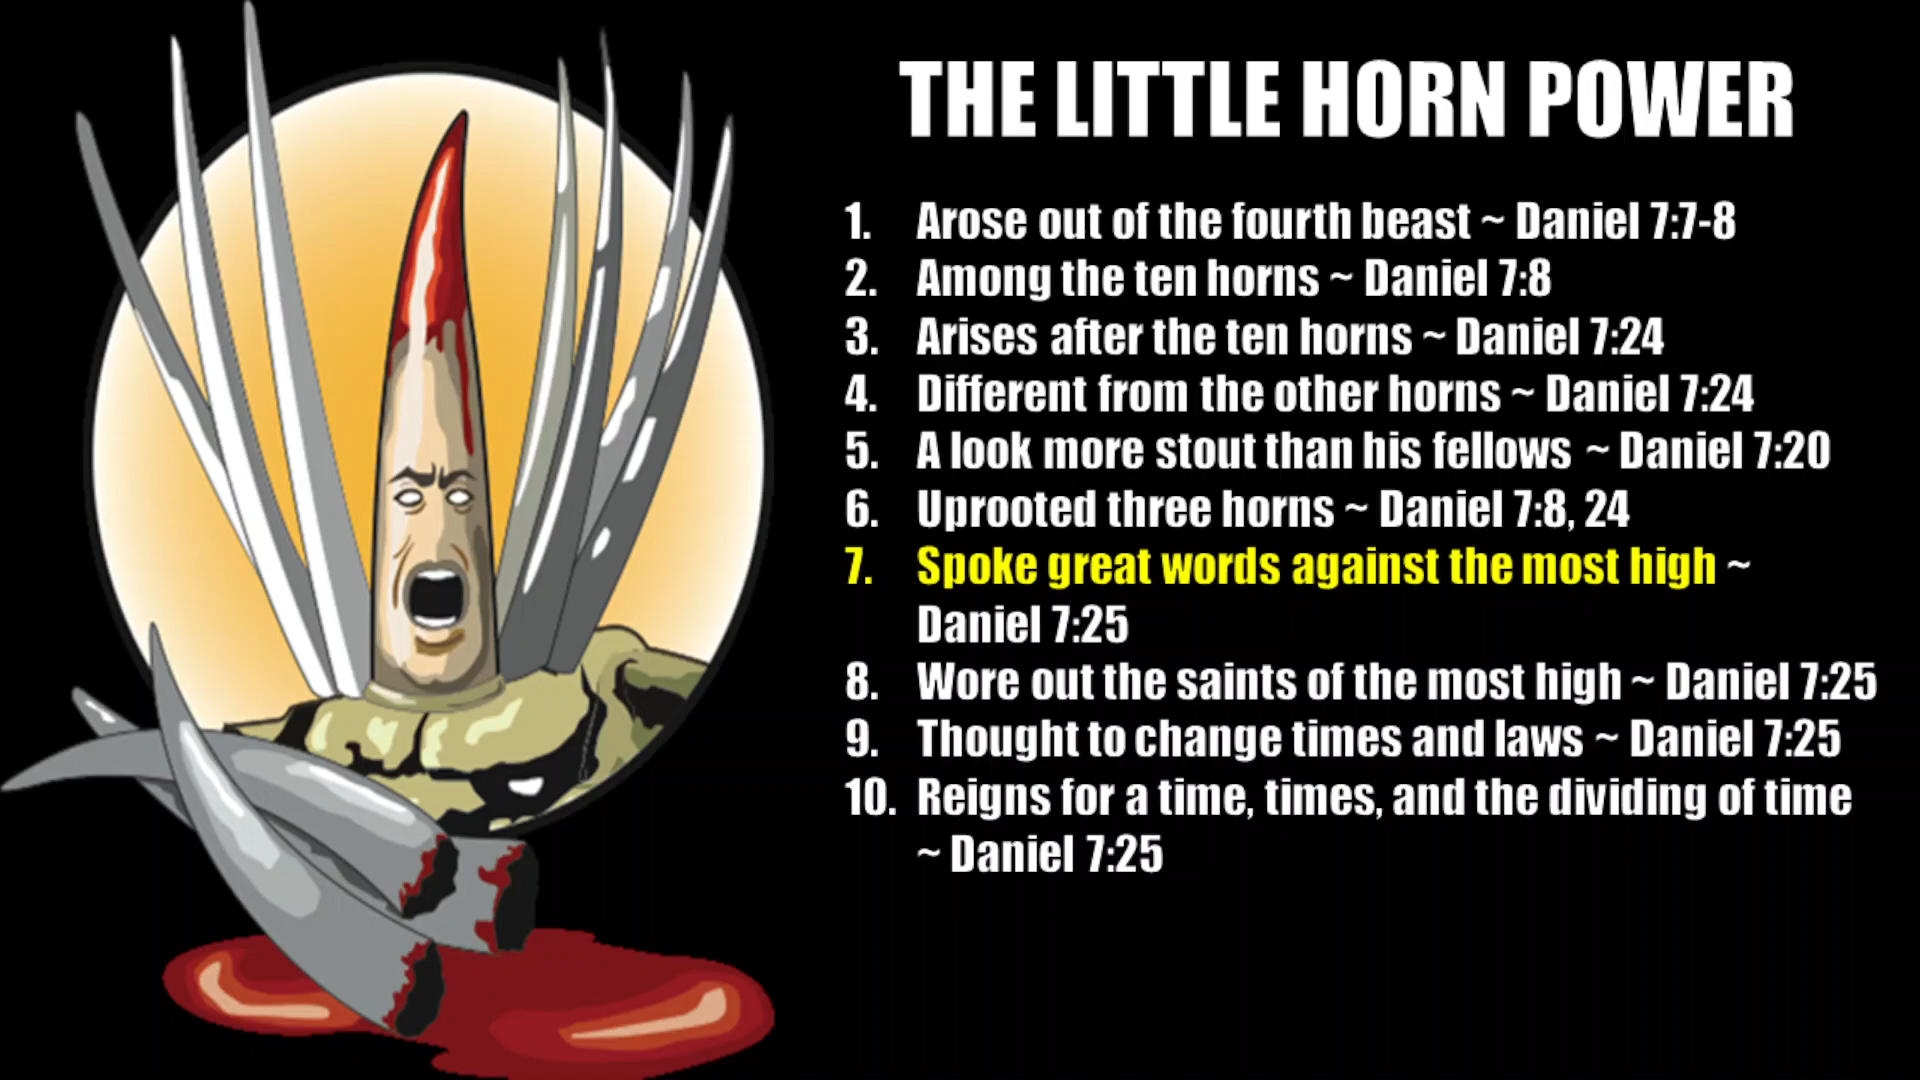 THE LITTLE HORN POWER
1. Arose out of the fourth beast ~ Daniel 7:7-8
2. Among the ten horns ~ Daniel 7:8
3. Arises after the ten horns ~ Daniel 7:24
4. Different from the other horns ~ Daniel 7:24
5. A look more stout than his fellows ~ Daniel 7:20
6. Uprooted three horns ~ Daniel 7:8, 24
7. Spoke great words against the most high ~
Daniel 7:25
8. Wore out the saints of the most high ~ Daniel 7:25
9. Thought to change times and laws ~ Daniel 7:25
10. Reigns for a time, times, and the dividing of time
~ Daniel 7:25